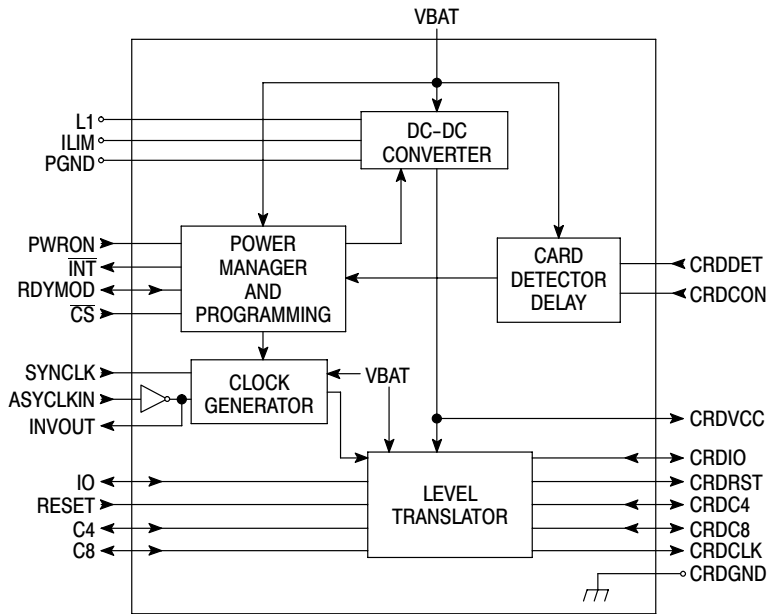 VBAT
L1
ILIM
PGND
DC-DC
CONVERTER
PWRON
INT
RDYMOD
CS
POWER
MANAGER
AND
PROGRAMMING
CARD
DETECTOR
DELAY
CRDDET
CRDCON
SYNCLK
ASYCLKIN
INVOUT
CLOCK
GENERATOR
VBAT
CRDVCC
IO
RESET
C4
C8
LEVEL
TRANSLATOR
CRDIO
CRDRST
CRDC4
CRDC8
CRDCLK
CRDGND